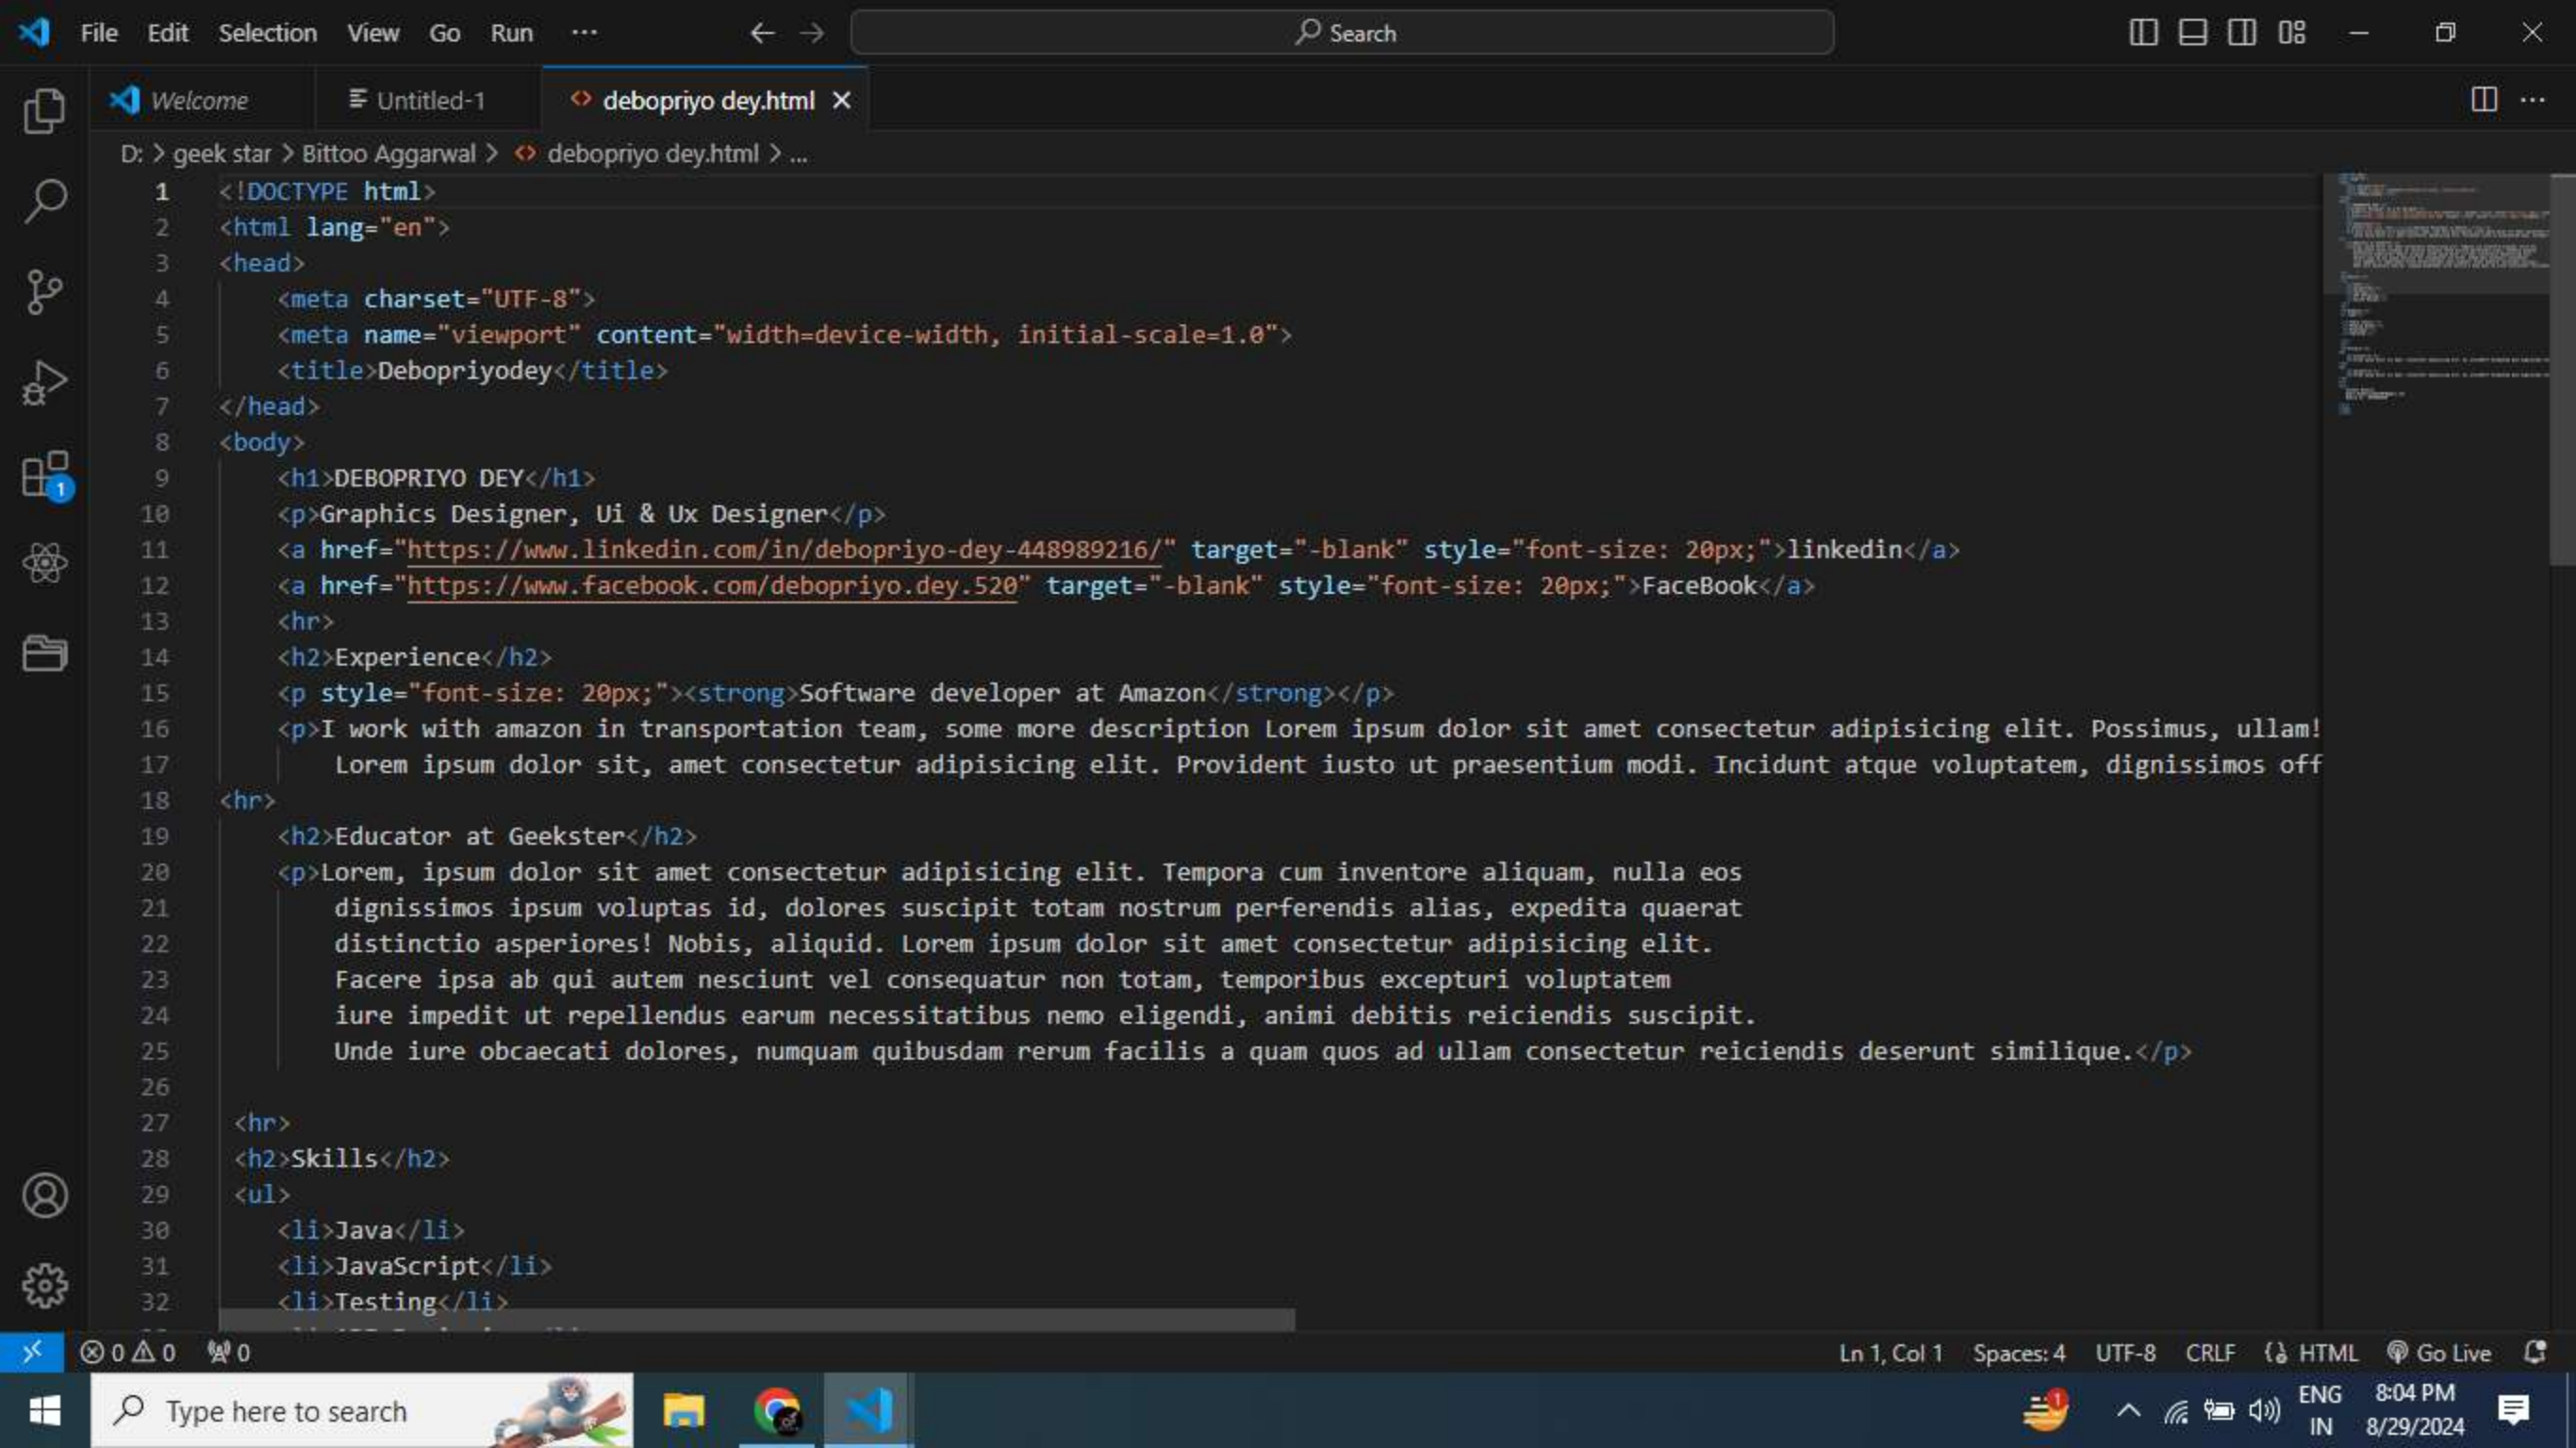 File Edit Selection View Go Run ··· Search
Welcome Untitled-1 debopriyo dey.html
D: > geek star > Bittoo Aggarwal > debopriyo dey.html > ...
1 <!DOCTYPE html>
2 <html lang="en">
3 <head>
4 <meta charset="UTF-8">
5 <meta name="viewport" content="width=device-width, initial-scale=1.0">
6 <title>Debopriyodey</title>
7 </head>
8 <body>
9 <h1>DEBOPRIYO DEY</h1>
10 <p>Graphics Designer, Ui & Ux Designer</p>
11 <a href="https://www.linkedin.com/in/debopriyo-dey-448989216/" target="-blank" style="font-size: 20px;">linkedin</a>
12 <a href="https://www.facebook.com/debopriyo.dey.520" target="-blank" style="font-size: 20px;">FaceBook</a>
13 <hr>
14 <h2>Experience</h2>
15 <p style="font-size: 20px;"><strong>Software developer at Amazon</strong></p>
16 <p>I work with amazon in transportation team, some more description Lorem ipsum dolor sit amet consectetur adipisicing elit. Possimus, ullam!
17 Lorem ipsum dolor sit, amet consectetur adipisicing elit. Provident iusto ut praesentium modi. Incidunt atque voluptatem, dignissimos off
18 <hr>
19 <h2>Educator at Geekster</h2>
20 <p>Lorem, ipsum dolor sit amet consectetur adipisicing elit. Tempora cum inventore aliquam, nulla eos
21 dignissimos ipsum voluptas id, dolores suscipit totam nostrum perferendis alias, expedita quaerat
22 distinctio asperiores! Nobis, aliquid. Lorem ipsum dolor sit amet consectetur adipisicing elit.
23 Facere ipsa ab qui autem nesciunt vel consequatur non totam, temporibus excepturi voluptatem
24 iure impedit ut repellendus earum necessitatibus nemo eligendi, animi debitis reiciendis suscipit.
25 Unde iure obcaecati dolores, numquam quibusdam rerum facilis a quam quos ad ullam consectetur reiciendis deserunt similique.</p>
26
27 <hr>
28 <h2>Skills</h2>
29 <ul>
30 <li>Java</li>
31 <li>JavaScript</li>
32 <li>Testing</li>
0 0 0 Ln 1, Col 1 Spaces: 4 UTF-8 CRLF HTML Go Live
Type here to search 1 ENG 8:04 PM
IN 8/29/2024